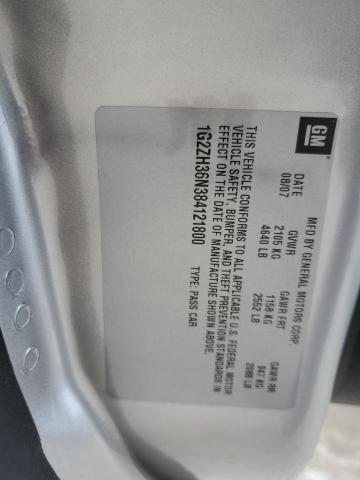 GM
MFD BY GENERAL MOTORS CORP
DATE GVWR GAWR FRT GAWR RR
08/07 2105 KG 1158 KG 947 KG
4640 LB 2552 LB 2088 LB
THIS VEHICLE CONFORMS TO ALL APPLICABLE U.S. FEDERAL MOTOR
VEHICLE SAFETY, BUMPER, AND THEFT PREVENTION STANDARDS IN
EFFECT ON THE DATE OF MANUFACTURE SHOWN ABOVE.
1G2ZH36N384121800 TYPE: PASS CAR